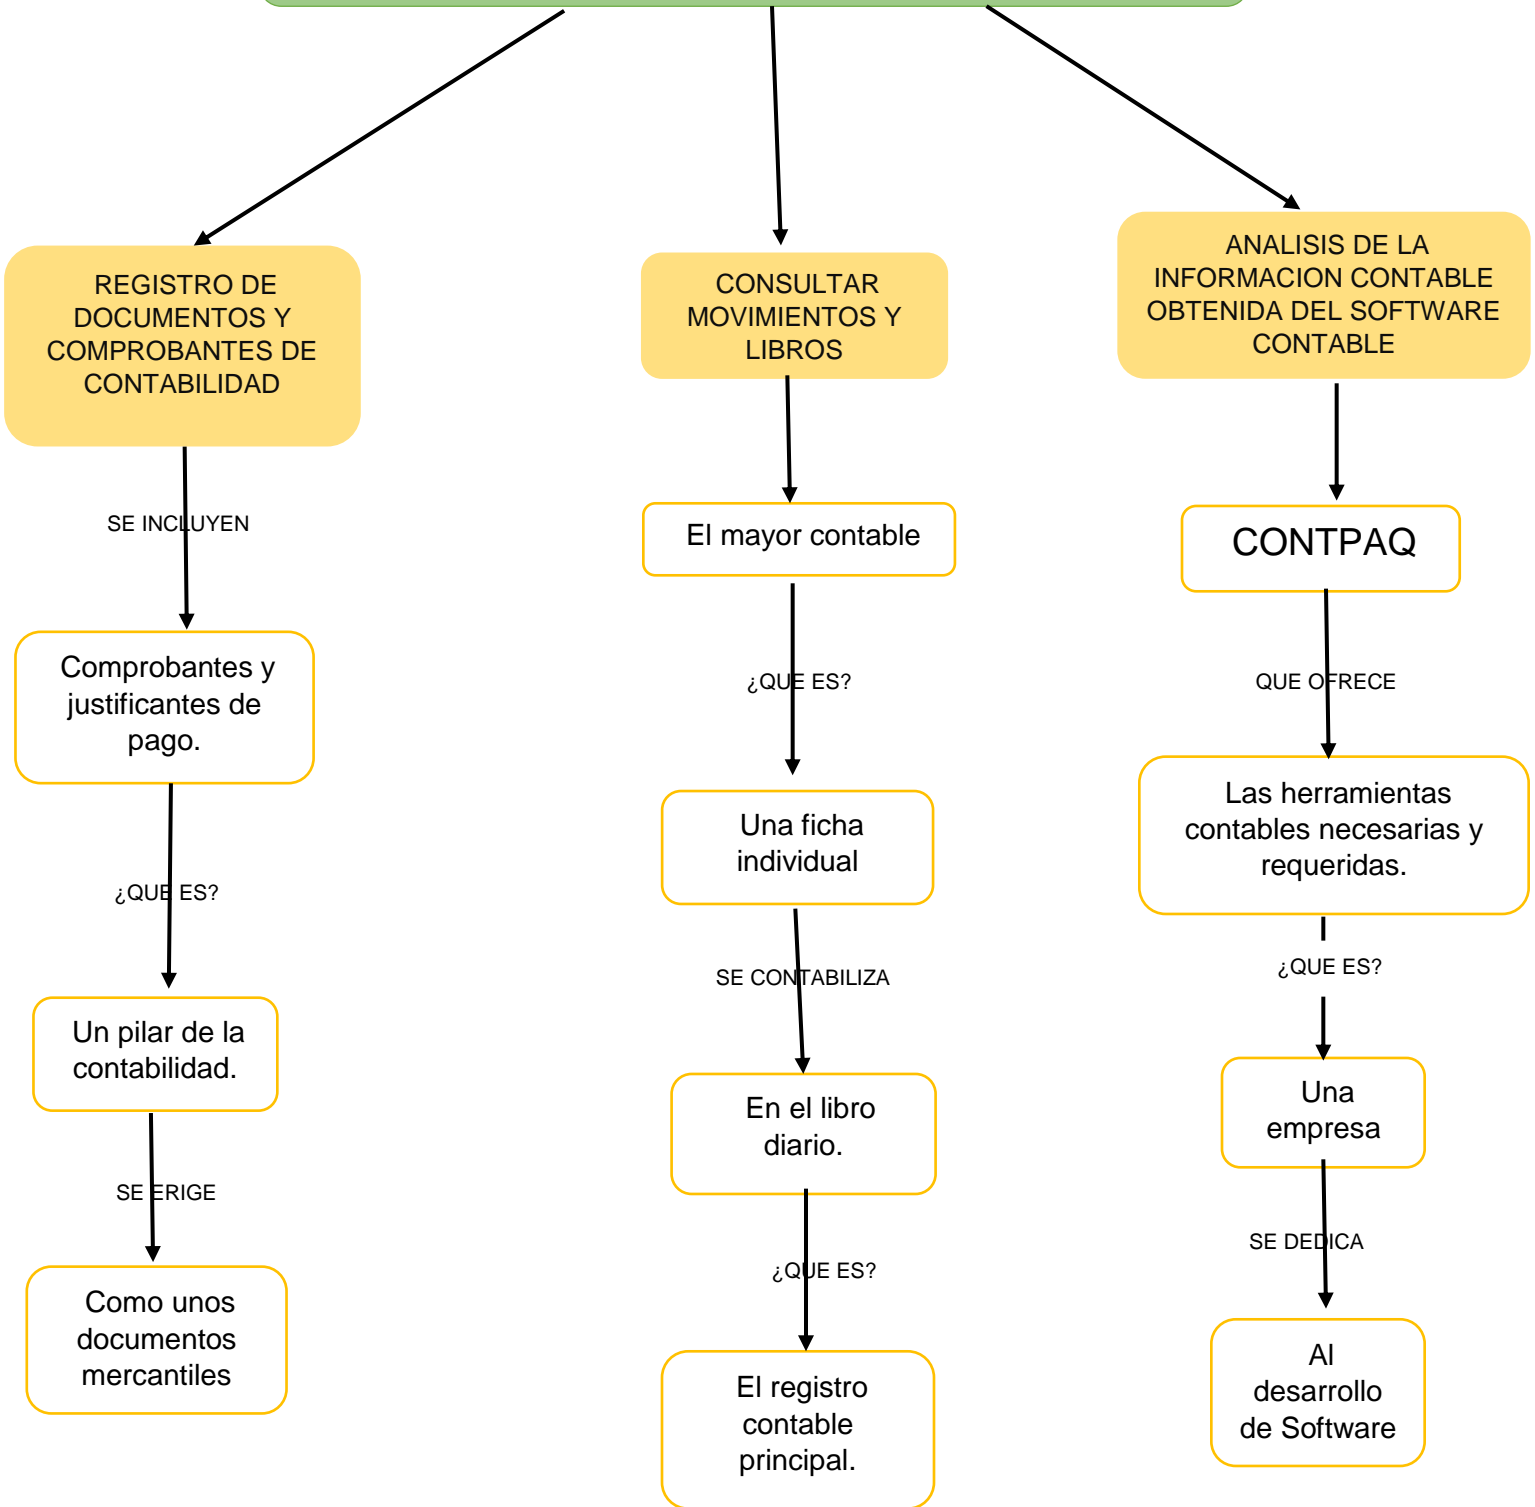 REGISTRO DE
DOCUMENTOS Y
COMPROBANTES DE
CONTABILIDAD
SE INCLUYEN
Comprobantes y
justificantes de
pago.
¿QUE ES?
Un pilar de la
contabilidad.
SE ERIGE
Como unos
documentos
mercantiles
CONSULTAR
MOVIMIENTOS Y
LIBROS
El mayor contable
¿QUE ES?
Una ficha
individual
SE CONTABILIZA
En el libro
diario.
¿QUE ES?
El registro
contable
principal.
ANALISIS DE LA
INFORMACION CONTABLE
OBTENIDA DEL SOFTWARE
CONTABLE
CONTPAQ
QUE OFRECE
Las herramientas
contables necesarias y
requeridas.
¿QUE ES?
Una
empresa
SE DEDICA
Al
desarrollo
de Software